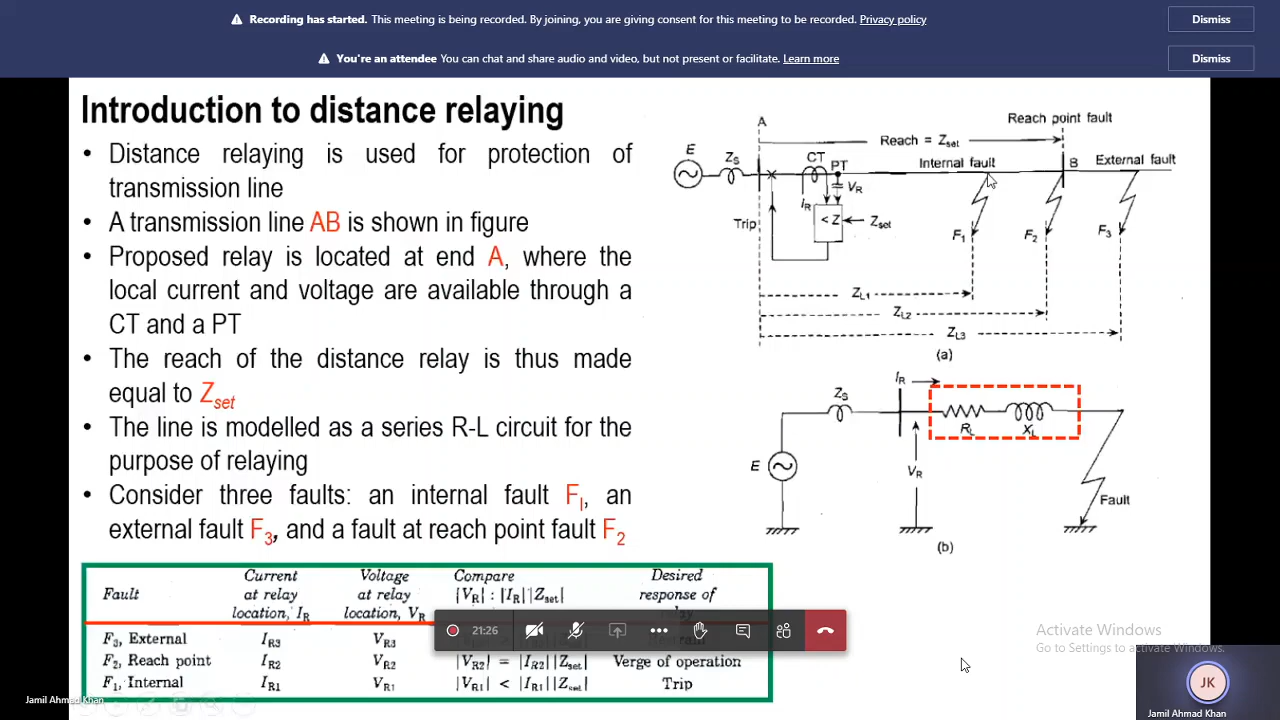 Recording has started. This meeting is being recorded. By joining, you are giving consent for this meeting to be recorded. Privacy policy
Dismiss
You're an attendee You can chat and share audio and video, but not present or facilitate. Learn more
Dismiss
Introduction to distance relaying
• Distance relaying is used for protection of
transmission line
• A transmission line AB is shown in figure
• Proposed relay is located at end A, where the
local current and voltage are available through a
CT and a PT
• The reach of the distance relay is thus made
equal to Zset
• The line is modelled as a series R-L circuit for the
purpose of relaying
• Consider three faults: an internal fault FI, an
external fault F3, and a fault at reach point fault F2
Reach point fault
A
Reach = Zset
E
ZS
CT
PT
Internal fault
B
External fault
VR
IR
Trip
< Z
Zset
F1
F2
F3
ZL1
ZL2
ZL3
(a)
IR
ZS
RL
XL
E
VR
Fault
(b)
Fault
Current
at relay
location, IR
Voltage
at relay
location, VR
Compare
|VR| : |IR||Zset|
Desired
response of
F3, External
IR3
VR3
F2, Reach point
IR2
VR2
|VR2| = |IR2||Zset|
Verge of operation
F1, Internal
IR1
VR1
|VR1| < |IR1||Zset|
Trip
21:26
Activate Windows
Go to Settings to activate Windows.
Jamil Ahmad Khan
JK
Jamil Ahmad Khan